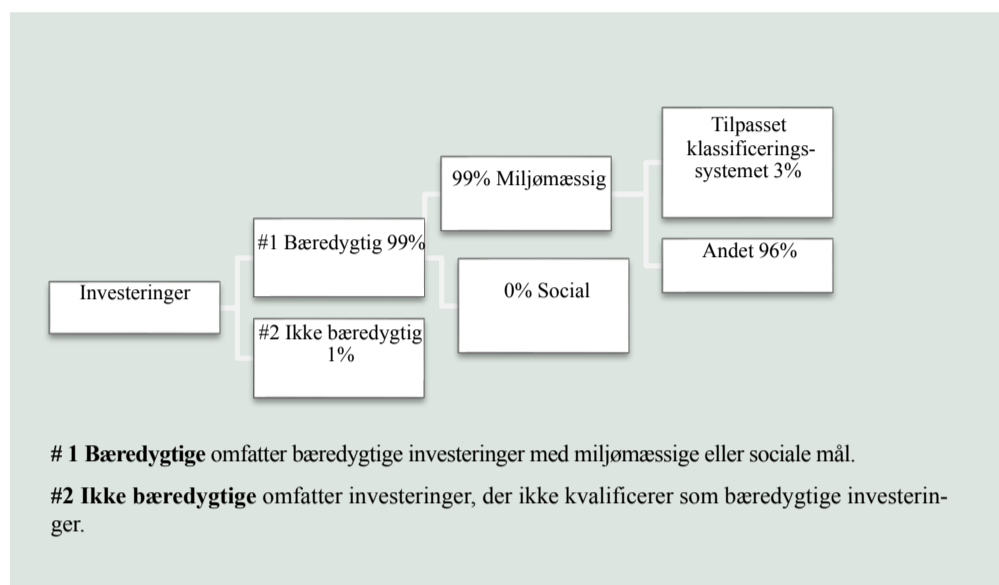 Investeringer
#1 Bæredygtig 99%
#2 Ikke bæredygtig
1%
99% Miljømæssig
0% Social
Tilpasset
klassificerings-
systemet 3%
Andet 96%
# 1 Bæredygtige omfatter bæredygtige investeringer med miljømæssige eller sociale mål.
#2 Ikke bæredygtige omfatter investeringer, der ikke kvalificerer som bæredygtige investerin-
ger.